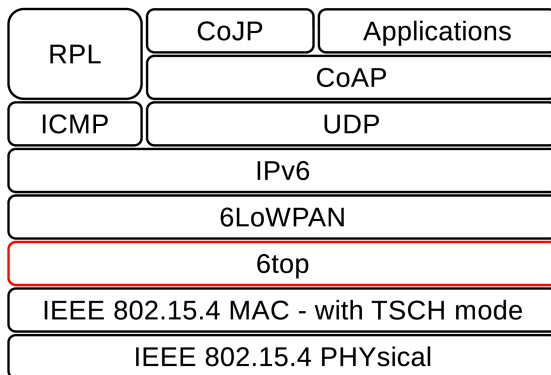 RPL
CoJP
Applications
CoAP
ICMP
UDP
IPv6
6LoWPAN
6top
IEEE 802.15.4 MAC - with TSCH mode
IEEE 802.15.4 PHYsical